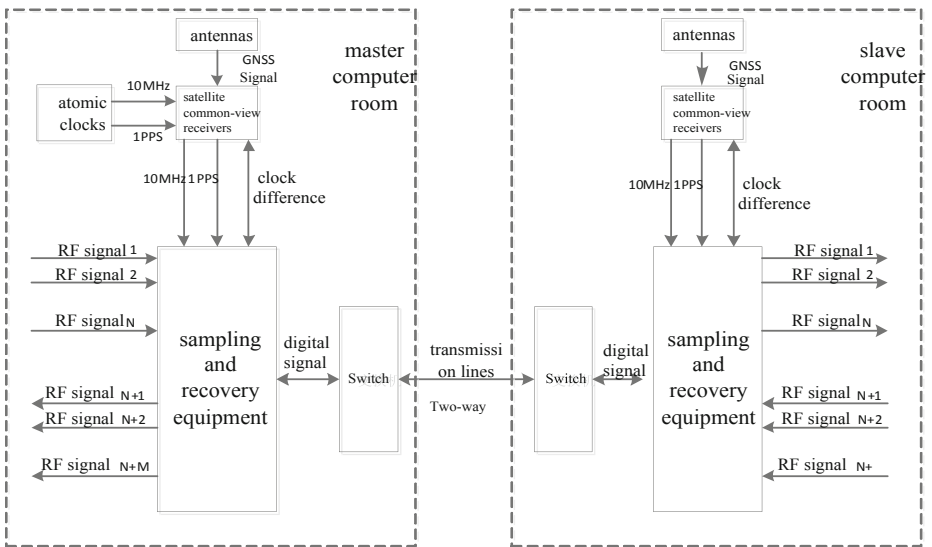 antennas
GNSS
Signal
master
computer
room
10MHz
atomic
clocks
1PPS
satellite
common-view
receivers
10MHz 1PPS
clock
difference
RF signal 1
RF signal 2
RF signal N
sampling
and
recovery
equipment
RF signal N+1
RF signal N+2
RF signal N+M
digital
signal
Switch
transmissi
on lines
Two-way
antennas
GNSS
Signal
slave
computer
room
satellite
common-view
receivers
10MHz 1PPS
clock
difference
Switch
digital
signal
sampling
and
recovery
equipment
RF signal 1
RF signal 2
RF signal N
RF signal N+1
RF signal N+2
RF signal N+